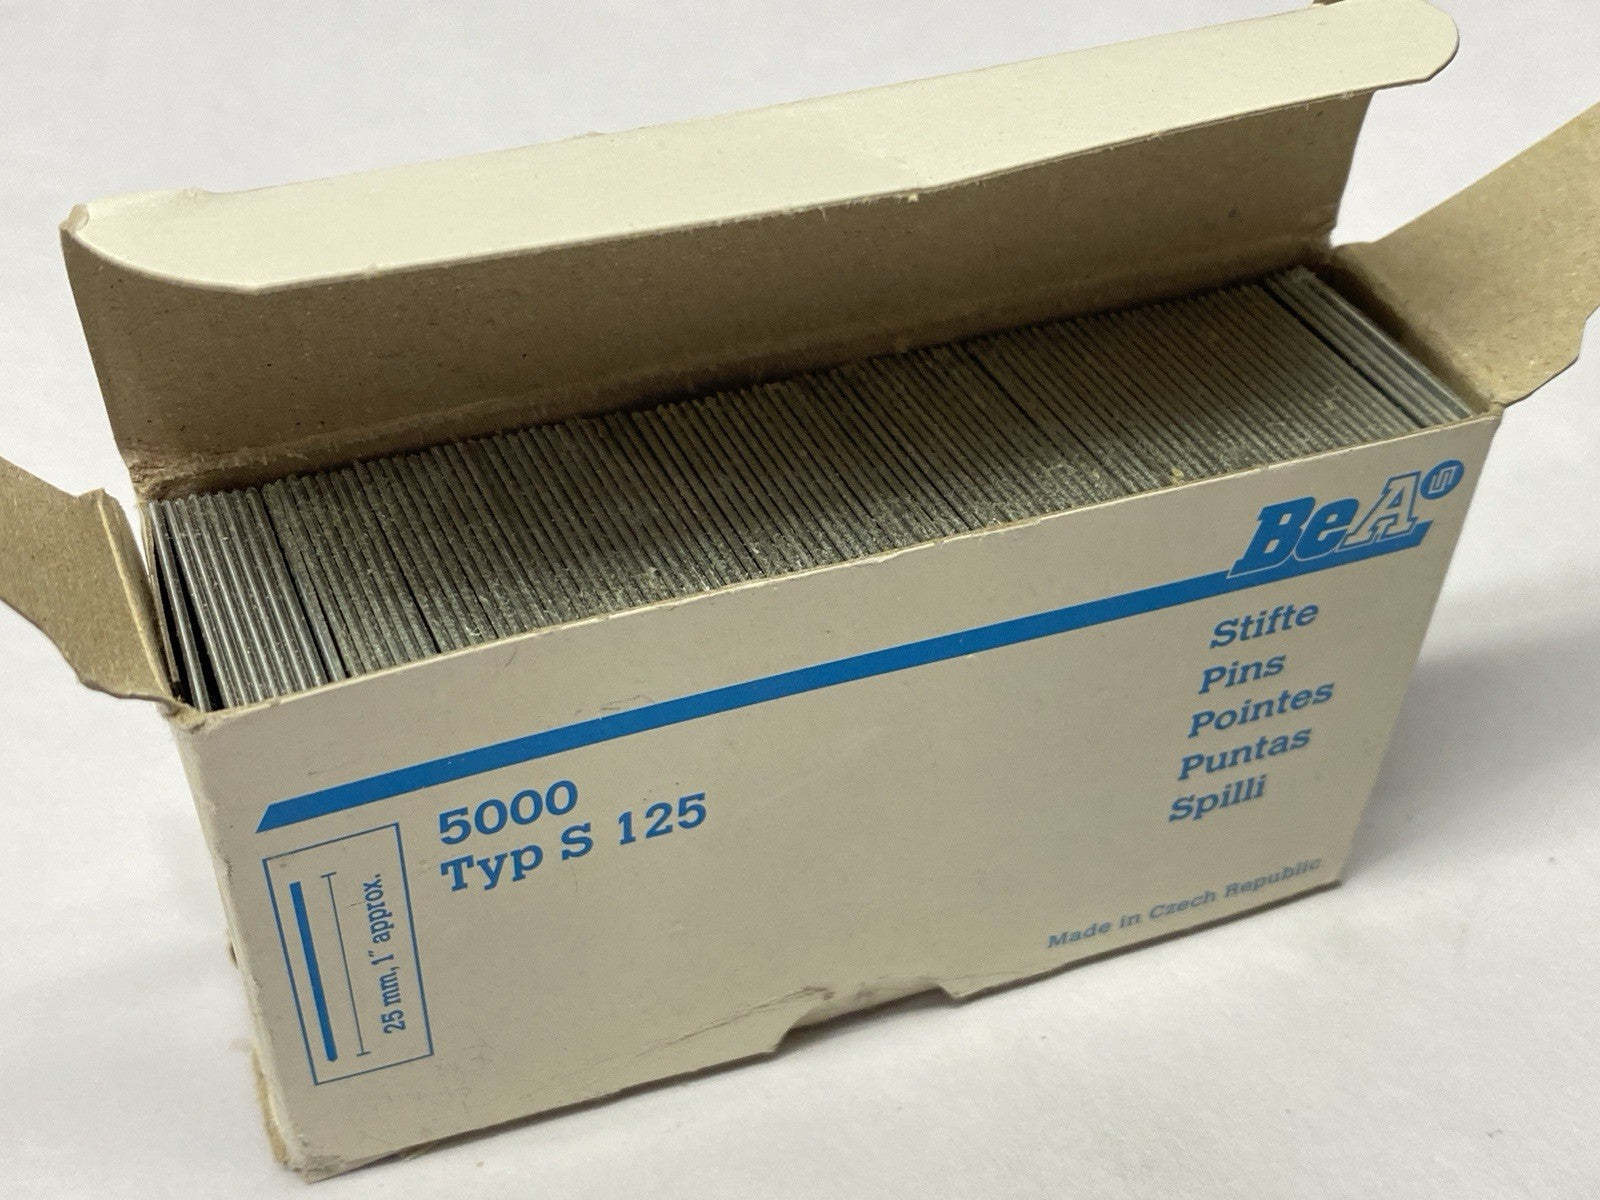 BeA
Stifte
Pins
Pointes
Puntas
Spilli
5000
Typ S 125
25 mm, 1" approx.
Made in Czech Republic